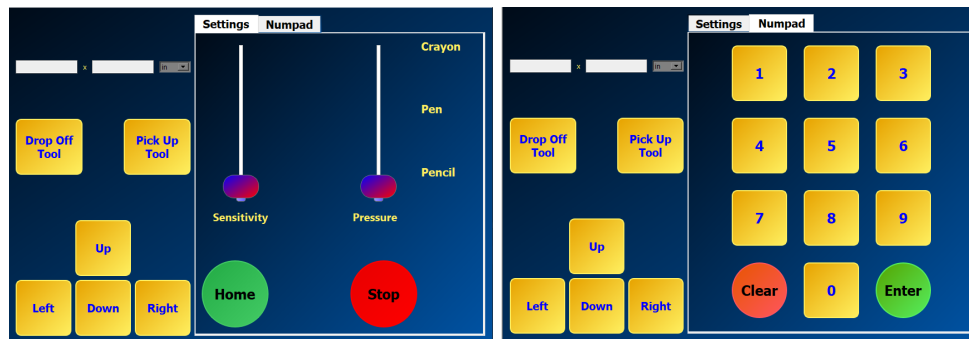 Settings Numpad
x in
Crayon
Pen
Drop Off
Tool
Pick Up
Tool
Pencil
Sensitivity Pressure
Up
Left Down Right
Home Stop
Settings Numpad
x in
1 2 3
Drop Off
Tool
Pick Up
Tool
4 5 6
7 8 9
Up
Left Down Right
Clear 0 Enter